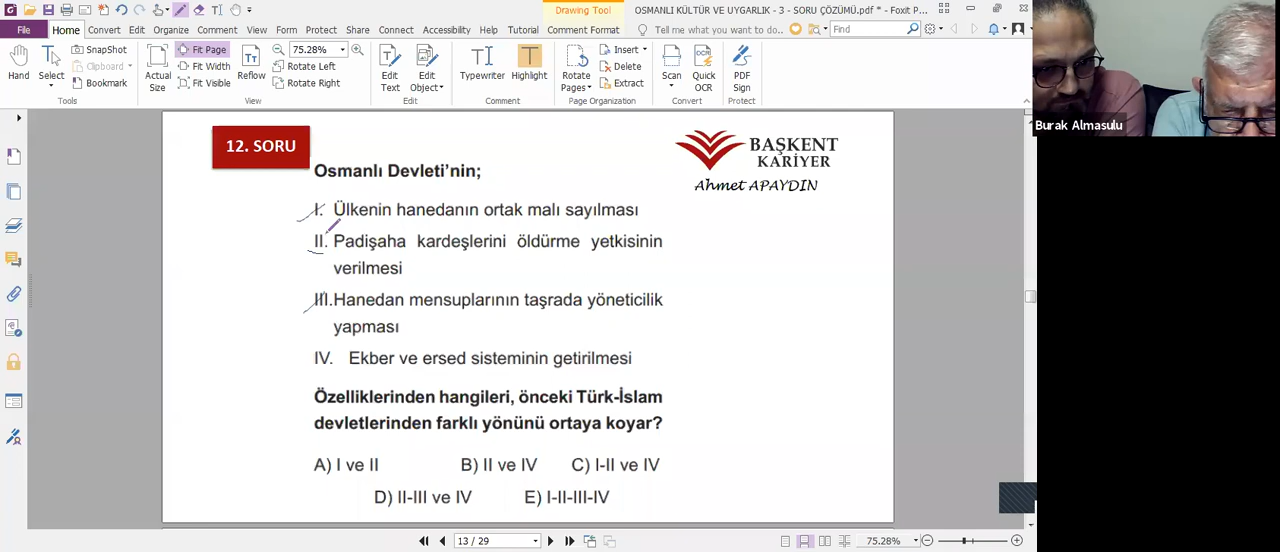 Drawing Tool
OSMANLI KÜLTÜR VE UYGARLIK - 3 - SORU ÇÖZÜMÜ.pdf * - Foxit P...
File Home Convert Edit Organize Comment View Form Protect Share Connect Accessibility Help Tutorial Comment Format Tell me what you want to do... Find
Hand
Select
SnapShot
Clipboard
Bookmark
Tools
Actual Size
Fit Page
Fit Width
Fit Visible
Reflow
75.28%
Rotate Left
Rotate Right
View
Edit Text
Edit Object
Edit
Typewriter
Highlight
Comment
Rotate Pages
Insert
Delete
Extract
Page Organization
Scan
Quick OCR
Convert
PDF Sign
Protect
Burak Almasulu
12. SORU
BAŞKENT
KARİYER
Ahmet APAYDIN
Osmanlı Devleti’nin;
I. Ülkenin hanedanın ortak malı sayılması
II. Padişaha kardeşlerini öldürme yetkisinin
verilmesi
III.Hanedan mensuplarının taşrada yöneticilik
yapması
IV. Ekber ve ersed sisteminin getirilmesi
Özelliklerinden hangileri, önceki Türk-İslam
devletlerinden farklı yönünü ortaya koyar?
A) I ve II B) II ve IV C) I-II ve IV
D) II-III ve IV E) I-II-III-IV
13 / 29
75.28%